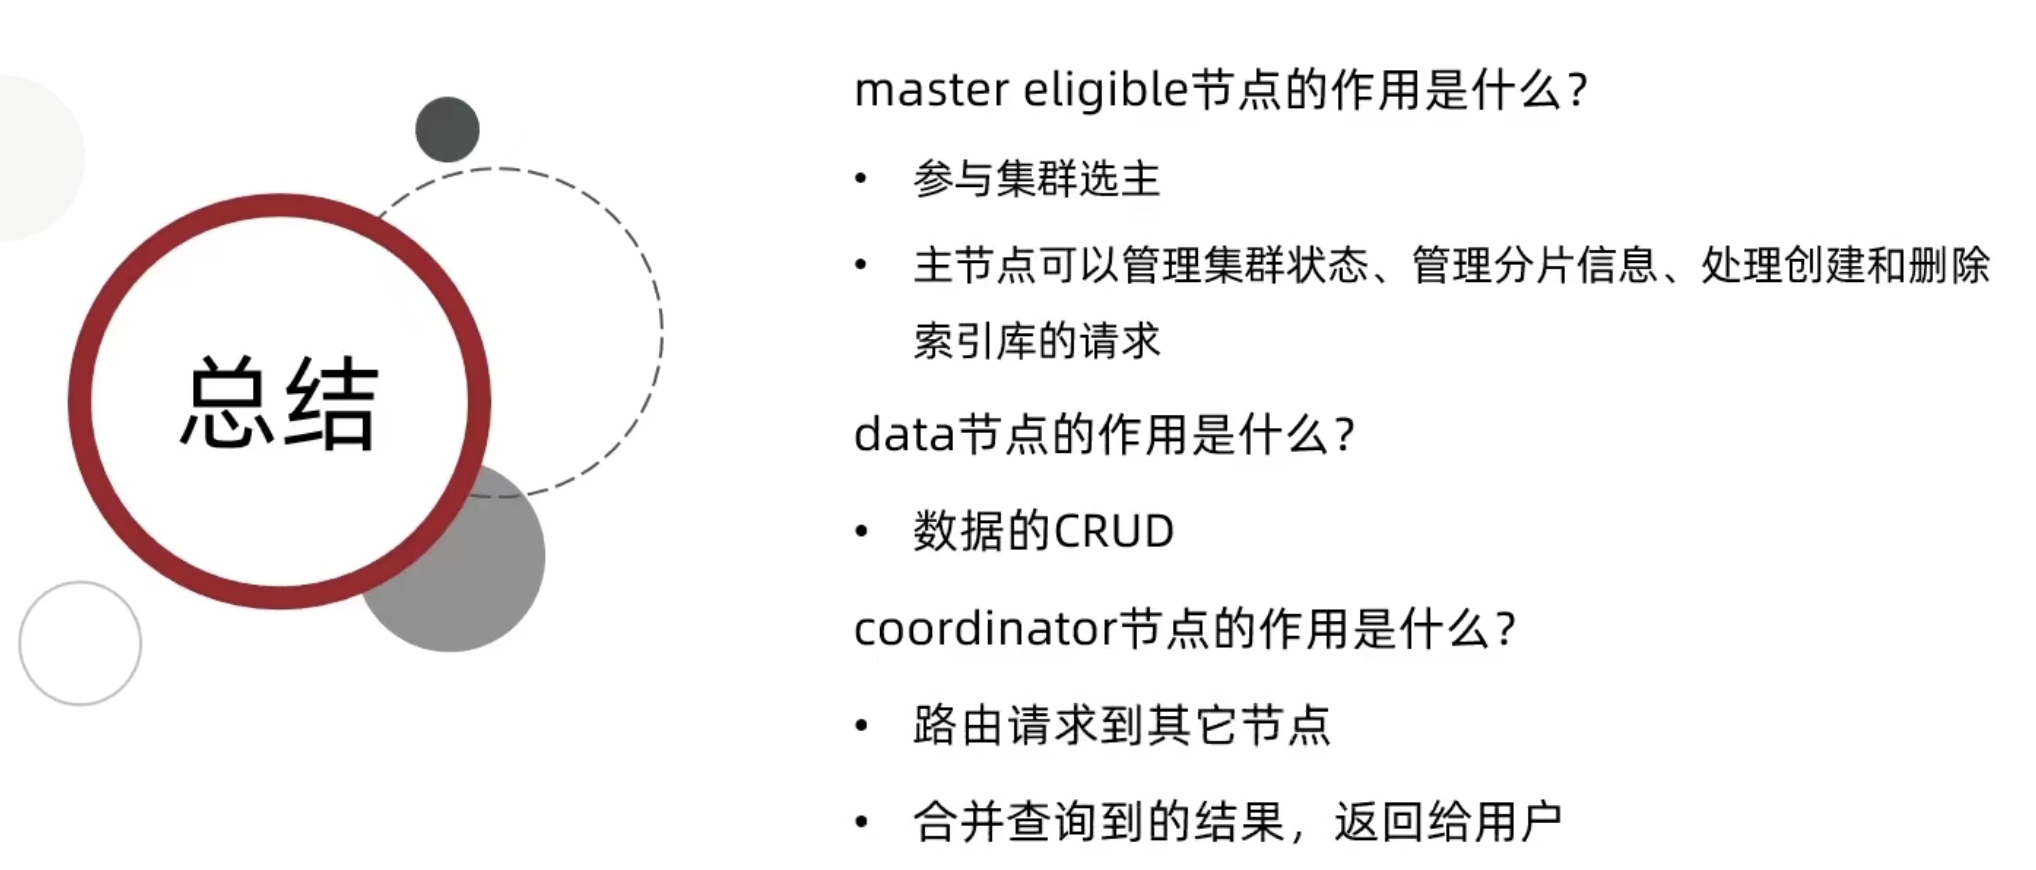 总结
master eligible节点的作用是什么?
• 参与集群选主
• 主节点可以管理集群状态、管理分片信息、处理创建和删除
索引库的请求
data节点的作用是什么?
• 数据的CRUD
coordinator节点的作用是什么?
• 路由请求到其它节点
• 合并查询到的结果，返回给用户